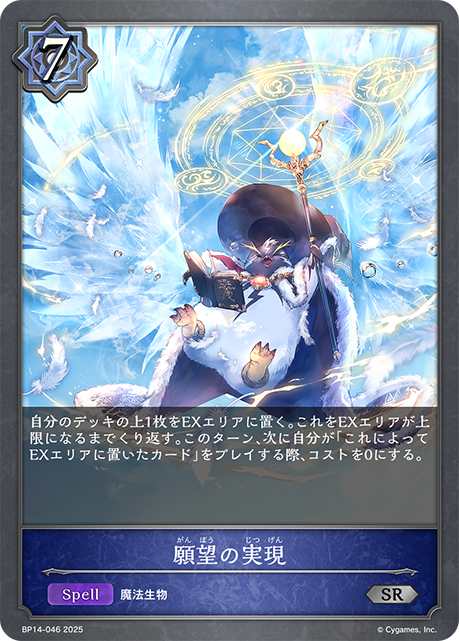 7
自分のデッキの上1枚をEXエリアに置く。これをEXエリアが上
限になるまでくり返す。このターン、次に自分が「これによって
EXエリアに置いたカード」をプレイする際、コストを0にする。
がん ぼう じつ げん
願望の実現
Spell 魔法生物 SR
BP14-046 2025 © Cygames, Inc.